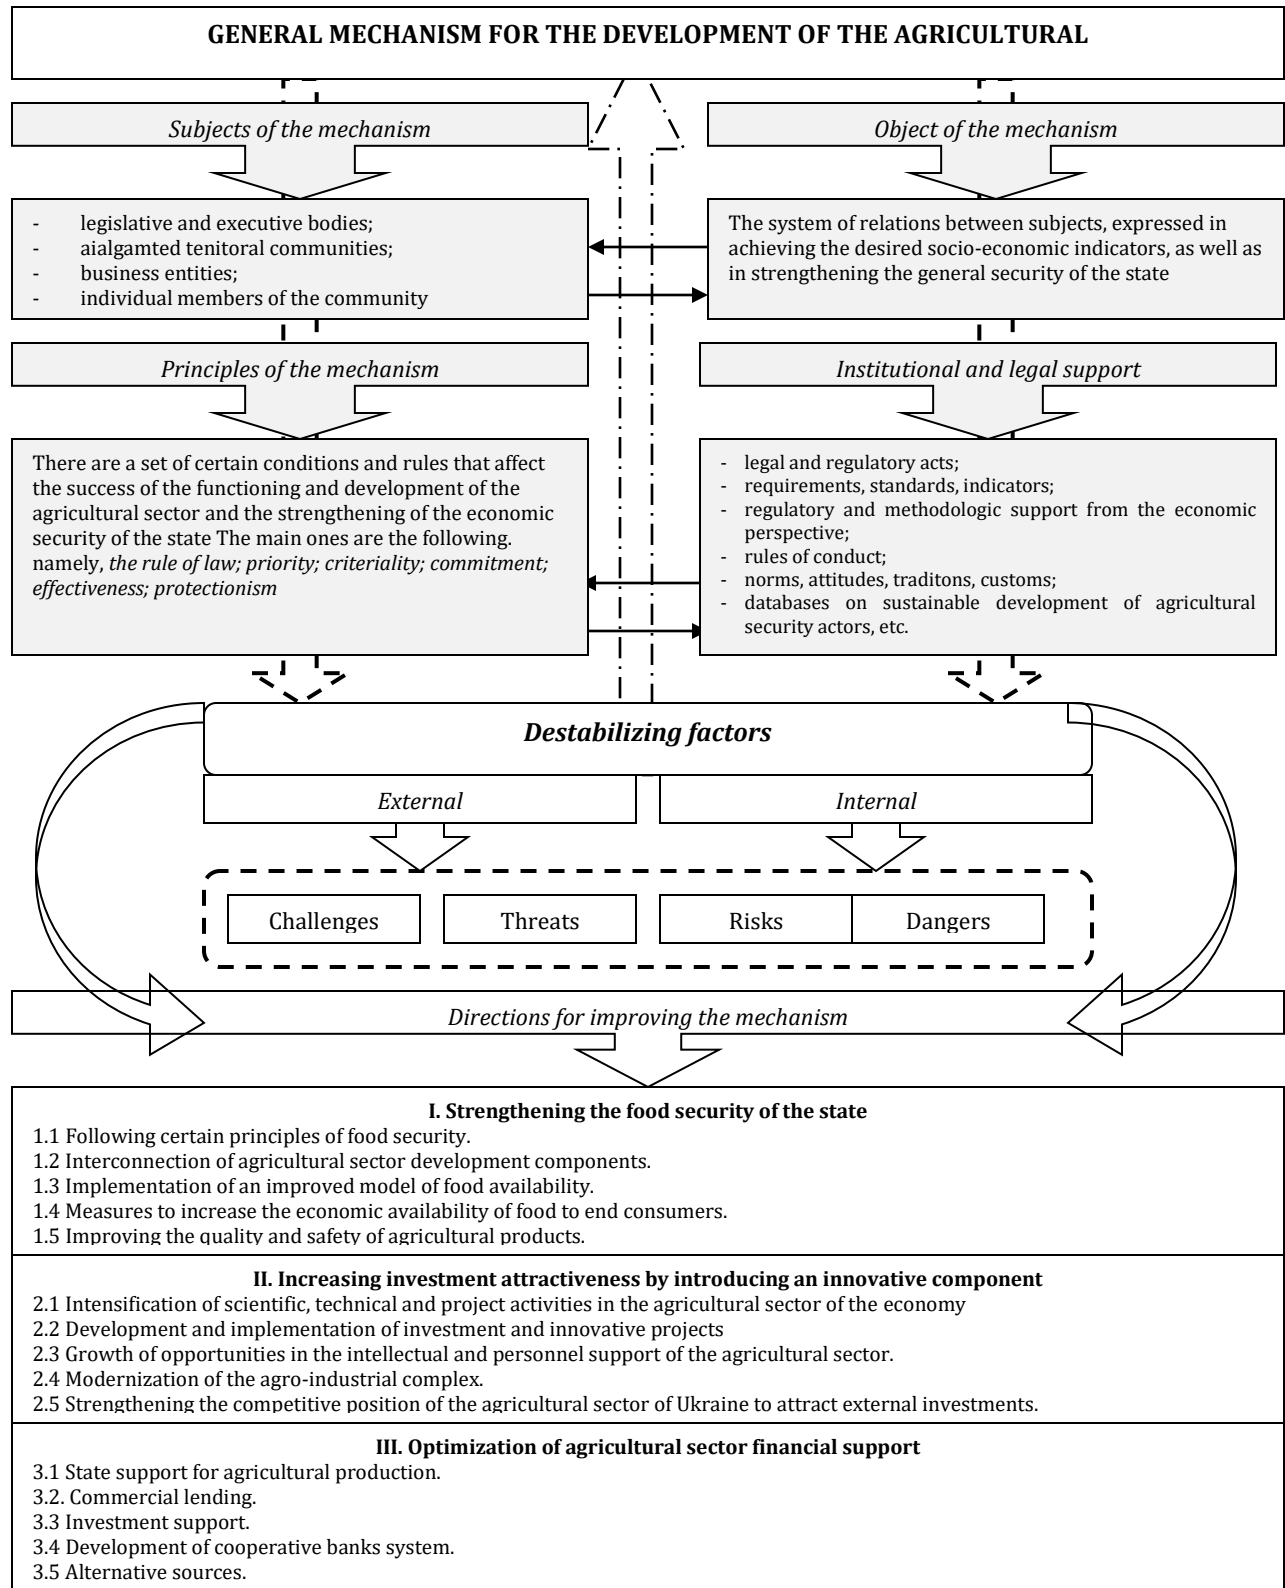 GENERAL MECHANISM FOR THE DEVELOPMENT OF THE AGRICULTURAL
Subjects of the mechanism
Object of the mechanism
- legislative and executive bodies;
- aialgamted tenitoral communities;
- business entities;
- individual members of the community
The system of relations between subjects, expressed in
achieving the desired socio-economic indicators, as well as
in strengthening the general security of the state
Principles of the mechanism
Institutional and legal support
There are a set of certain conditions and rules that affect
the success of the functioning and development of the
agricultural sector and the strengthening of the economic
security of the state The main ones are the following.
namely, the rule of law; priority; criteriality; commitment;
effectiveness; protectionism
- legal and regulatory acts;
- requirements, standards, indicators;
- regulatory and methodologic support from the economic
perspective;
- rules of conduct;
- norms, attitudes, traditons, customs;
- databases on sustainable development of agricultural
security actors, etc.
Destabilizing factors
External
Internal
Challenges
Threats
Risks
Dangers
Directions for improving the mechanism
I. Strengthening the food security of the state
1.1 Following certain principles of food security.
1.2 Interconnection of agricultural sector development components.
1.3 Implementation of an improved model of food availability.
1.4 Measures to increase the economic availability of food to end consumers.
1.5 Improving the quality and safety of agricultural products.
II. Increasing investment attractiveness by introducing an innovative component
2.1 Intensification of scientific, technical and project activities in the agricultural sector of the economy
2.2 Development and implementation of investment and innovative projects
2.3 Growth of opportunities in the intellectual and personnel support of the agricultural sector.
2.4 Modernization of the agro-industrial complex.
2.5 Strengthening the competitive position of the agricultural sector of Ukraine to attract external investments.
III. Optimization of agricultural sector financial support
3.1 State support for agricultural production.
3.2. Commercial lending.
3.3 Investment support.
3.4 Development of cooperative banks system.
3.5 Alternative sources.